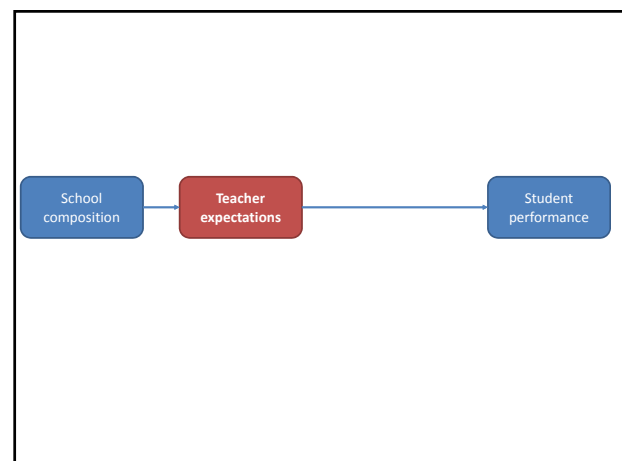 School
composition
Teacher
expectations
Student
performance